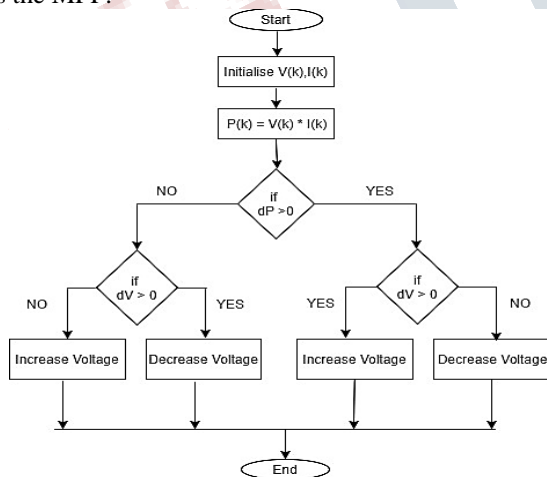 s the MPP.
Start
Initialise V(k),I(k)
P(k) = V(k) * I(k)
if
dP >0
NO
YES
if
dV > 0
NO
YES
if
dV > 0
YES
NO
Increase Voltage
Decrease Voltage
Increase Voltage
Decrease Voltage
End